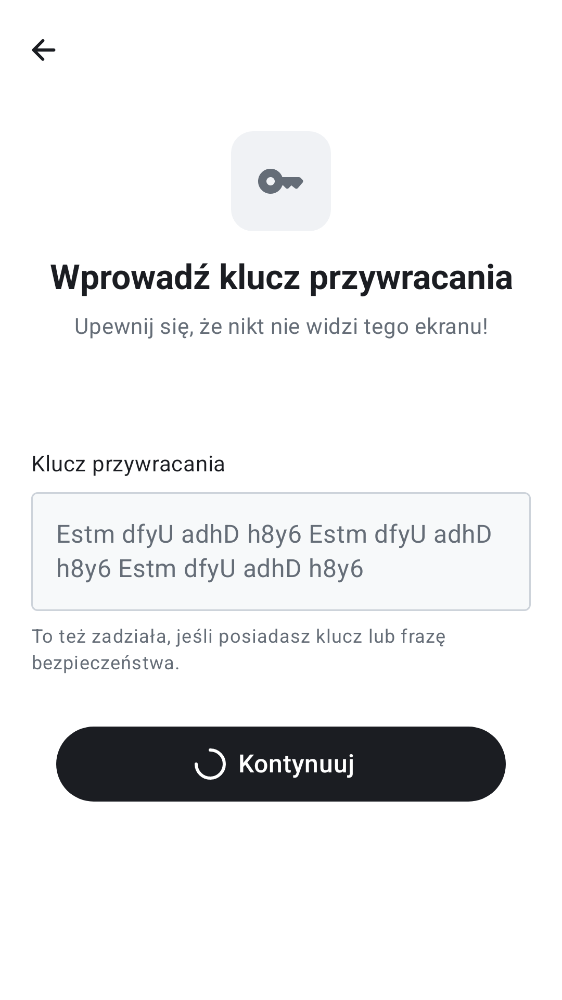 Wprowadź klucz przywracania
Upewnij się, że nikt nie widzi tego ekranu!
Klucz przywracania
Estm dfyU adhD h8y6 Estm dfyU adhD
h8y6 Estm dfyU adhD h8y6
To też zadziała, jeśli posiadasz klucz lub frazę
bezpieczeństwa.
Kontynuuj